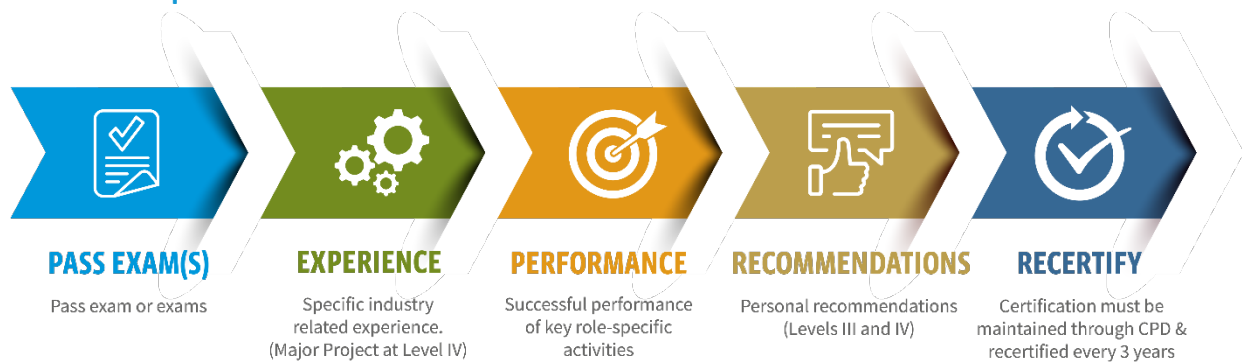 PASS EXAM(S)
Pass exam or exams
EXPERIENCE
Specific industry
related experience.
(Major Project at Level IV)
PERFORMANCE
Successful performance
of key role-specific
activities
RECOMMENDATIONS
Personal recommendations
(Levels III and IV)
RECERTIFY
Certification must be
maintained through CPD &
recertified every 3 years